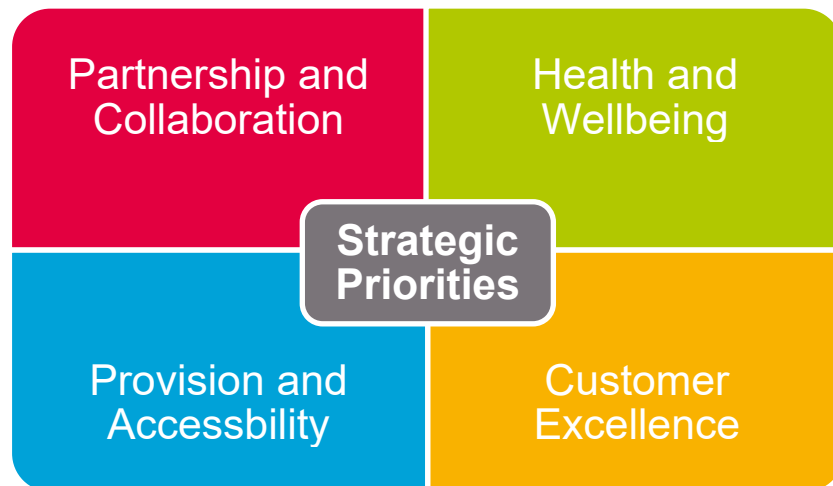 Partnership and
Collaboration
Health and
Wellbeing
Strategic
Priorities
Provision and
Accessbility
Customer
Excellence